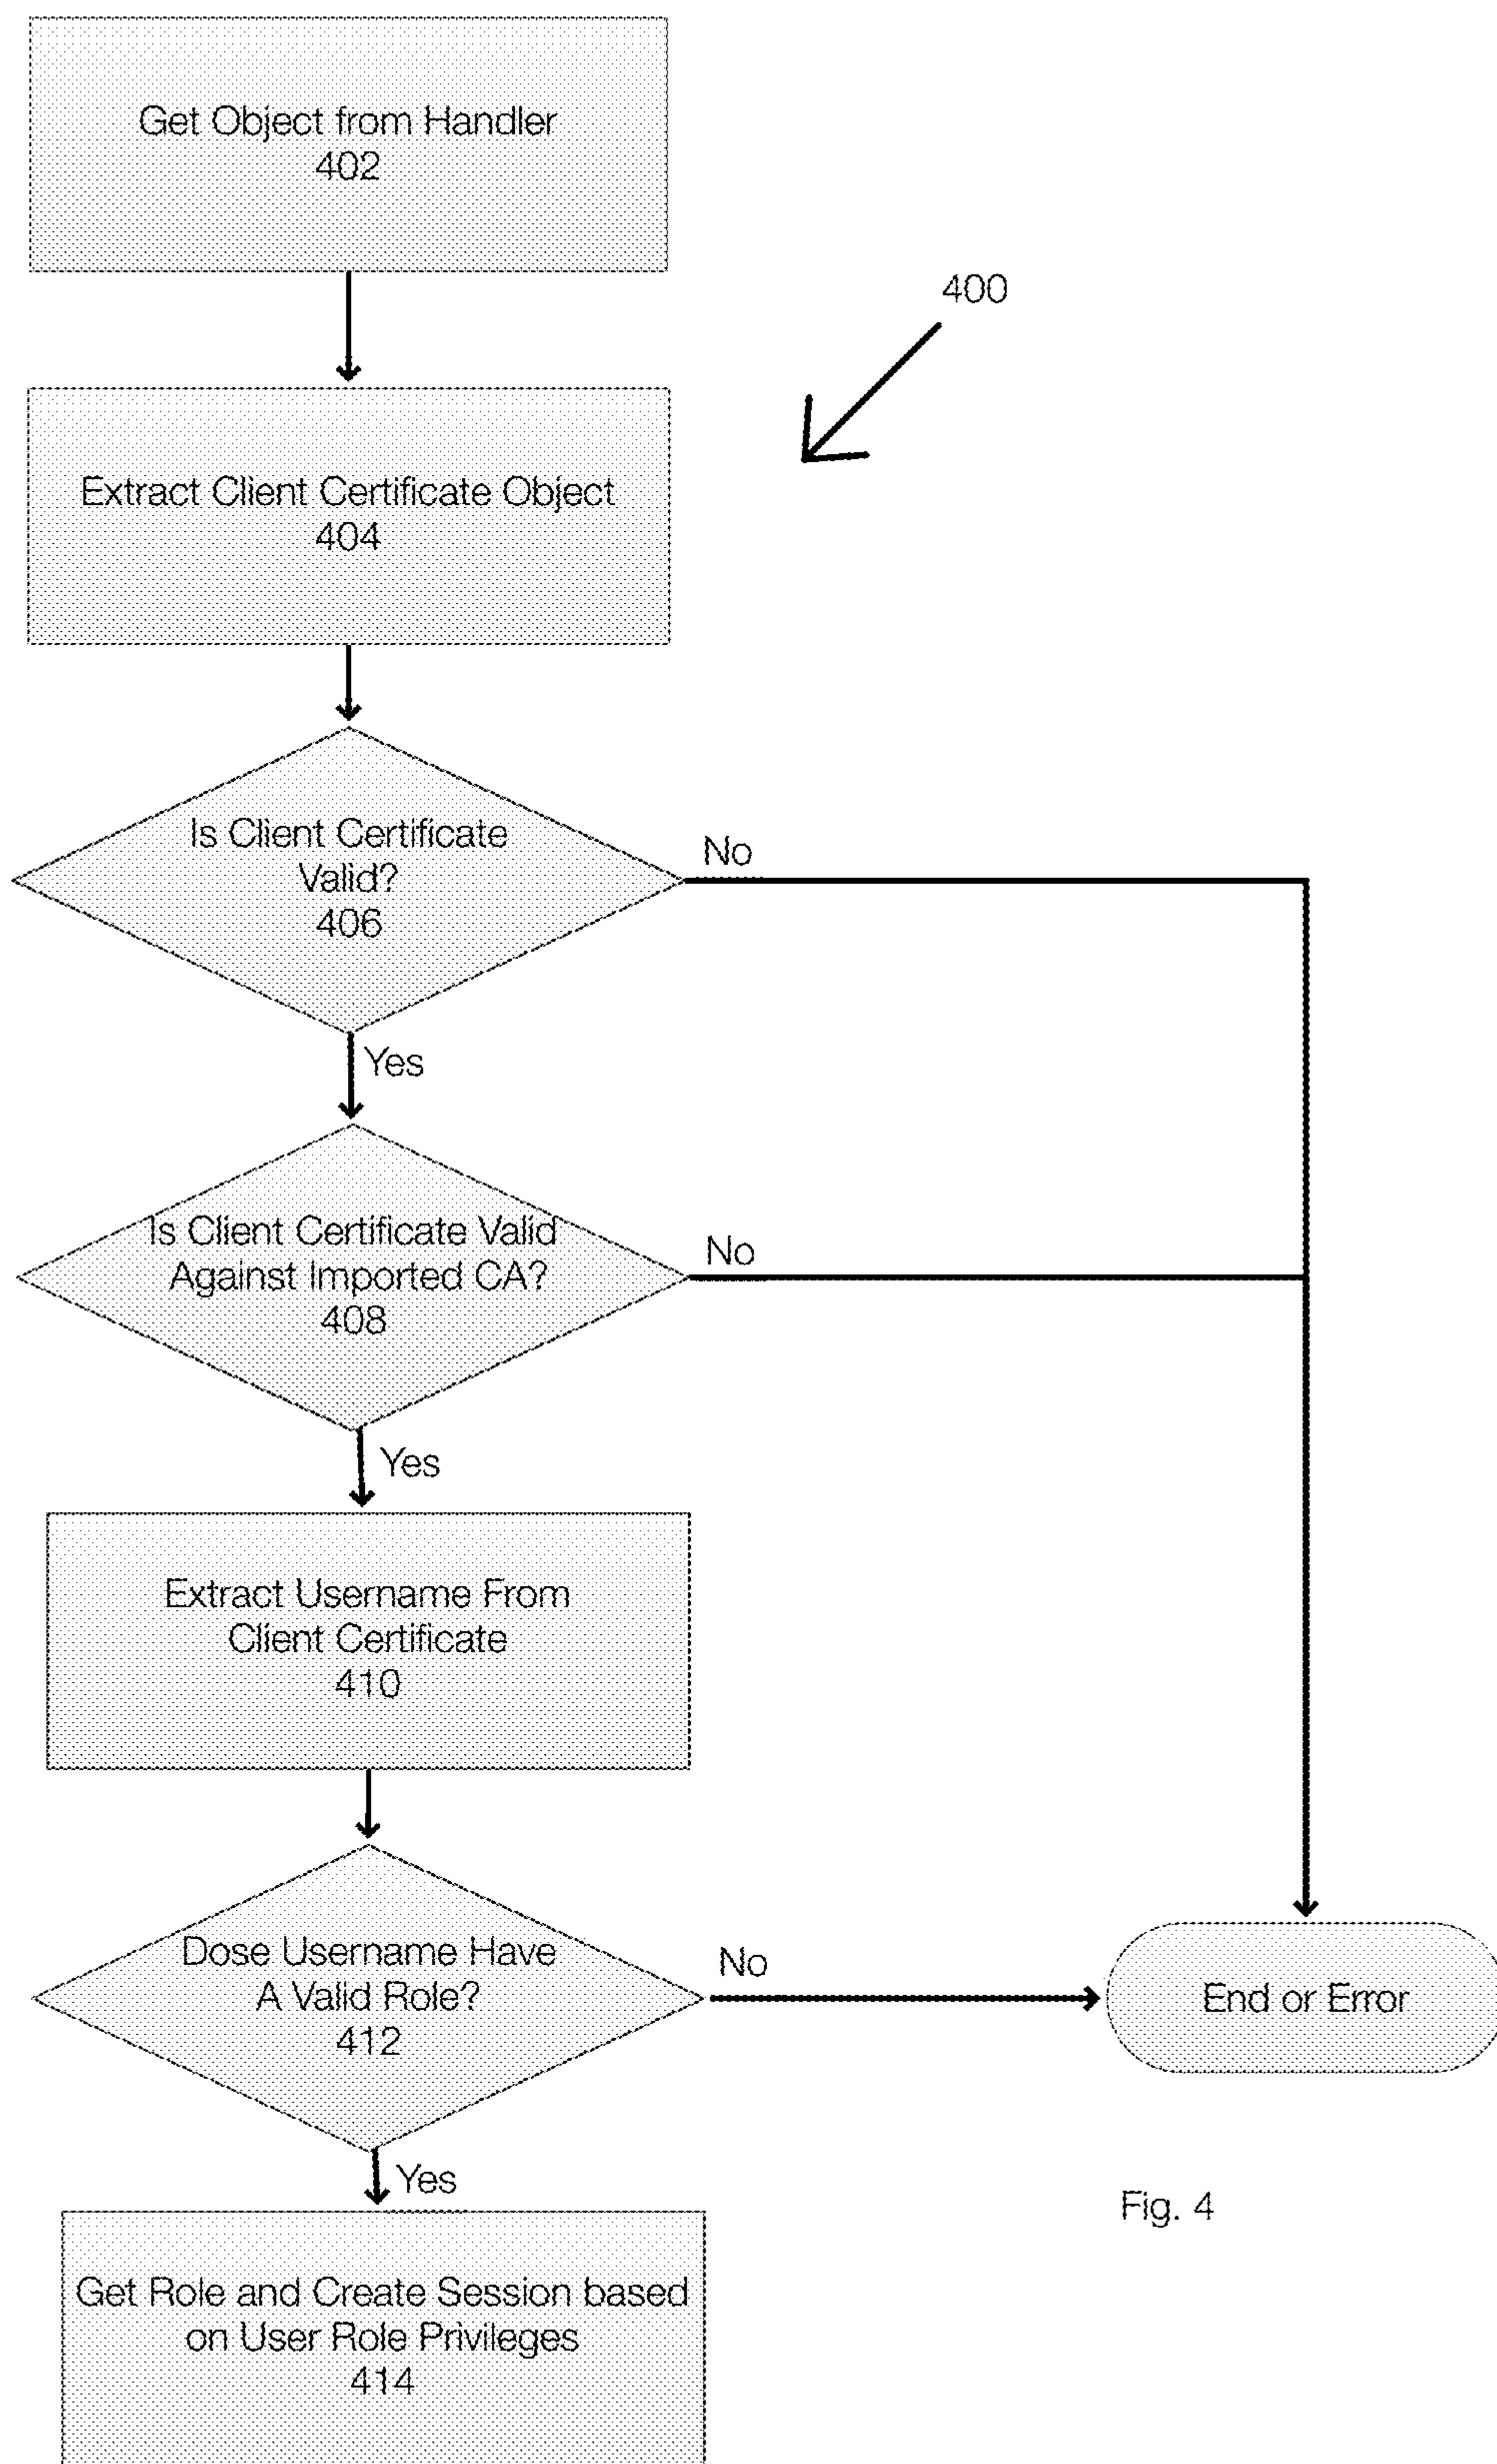 Get Object from Handler
402
400
Extract Client Certificate Object
404
Is Client Certificate
Valid?
406
No
Yes
Is Client Certificate Valid
Against Imported CA?
408
No
Yes
Extract Username From
Client Certificate
410
Dose Username Have
A Valid Role?
412
No
End or Error
Yes
Get Role and Create Session based
on User Role Privileges
414
Fig. 4